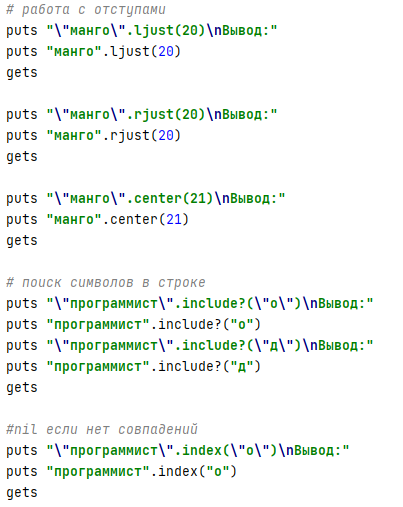 # работа с отступами
puts "\"манго\".ljust(20)\nВывод:"
puts "манго".ljust(20)
gets
puts "\"манго\".rjust(20)\nВывод:"
puts "манго".rjust(20)
gets
puts "\"манго\".center(21)\nВывод:"
puts "манго".center(21)
gets
# поиск символов в строке
puts "\"программист\".include?(\"о\")\nВывод:"
puts "программист".include?("о")
puts "\"программист\".include?(\"д\")\nВывод:"
puts "программист".include?("д")
gets
#nil если нет совпадений
puts "\"программист\".index(\"о\")\nВывод:"
puts "программист".index("о")
gets